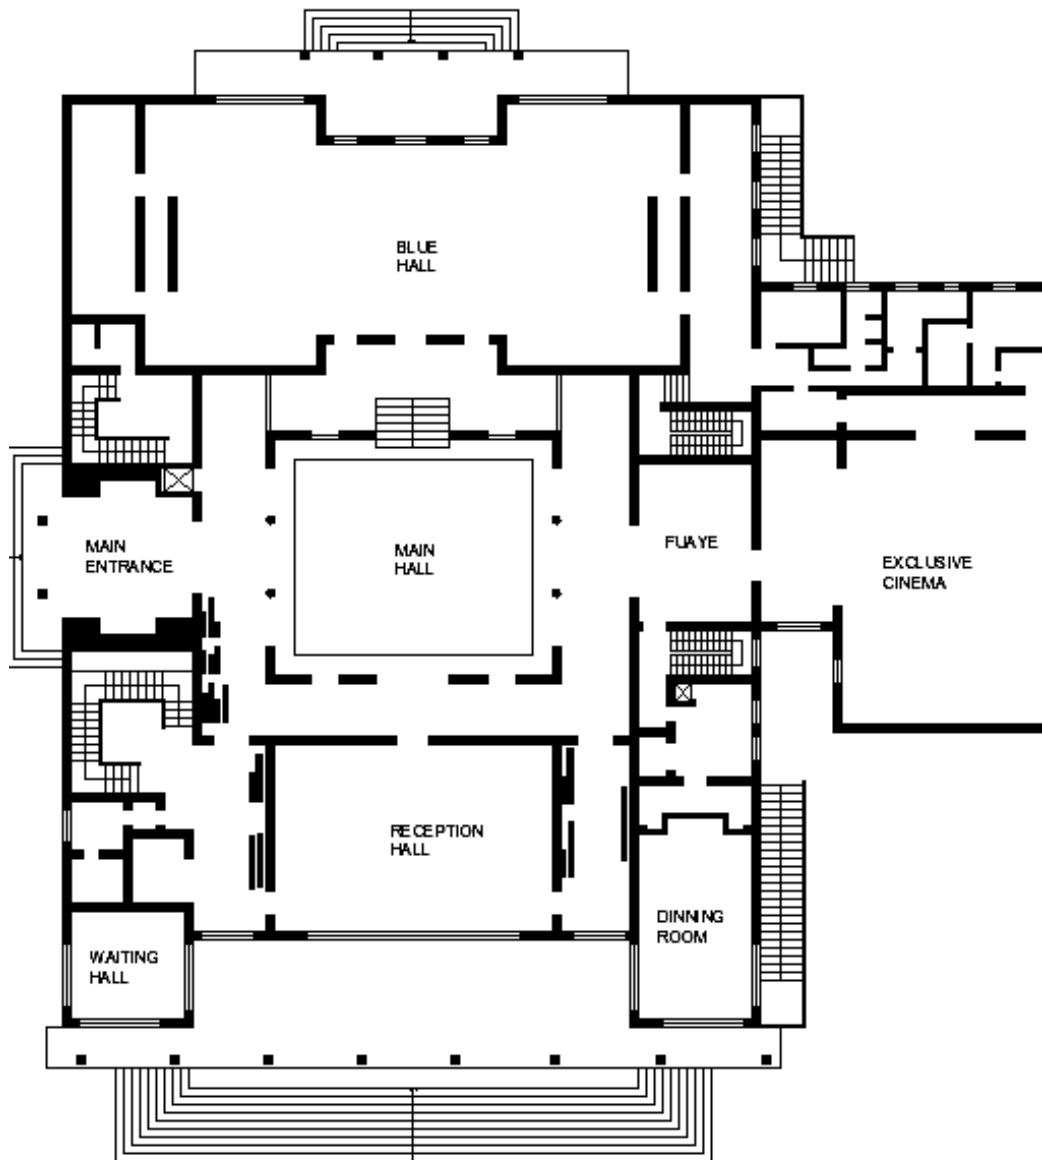 BLUE
HALL
MAIN
ENTRANCE
MAIN
HALL
FUAYE
EXCLUSIVE
CINEMA
RECEPTION
HALL
DINNING
ROOM
WAITING
HALL